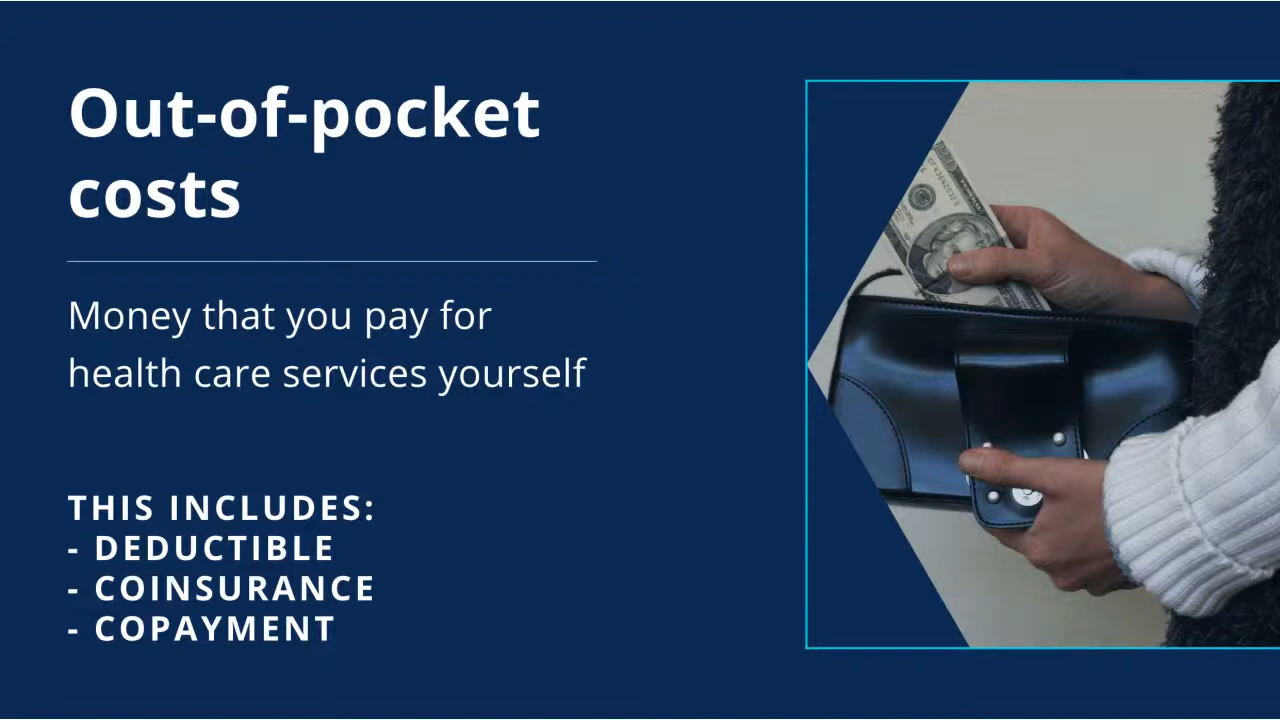 Out-of-pocket
costs
Money that you pay for
health care services yourself
THIS INCLUDES:
- DEDUCTIBLE
- COINSURANCE
- COPAYMENT